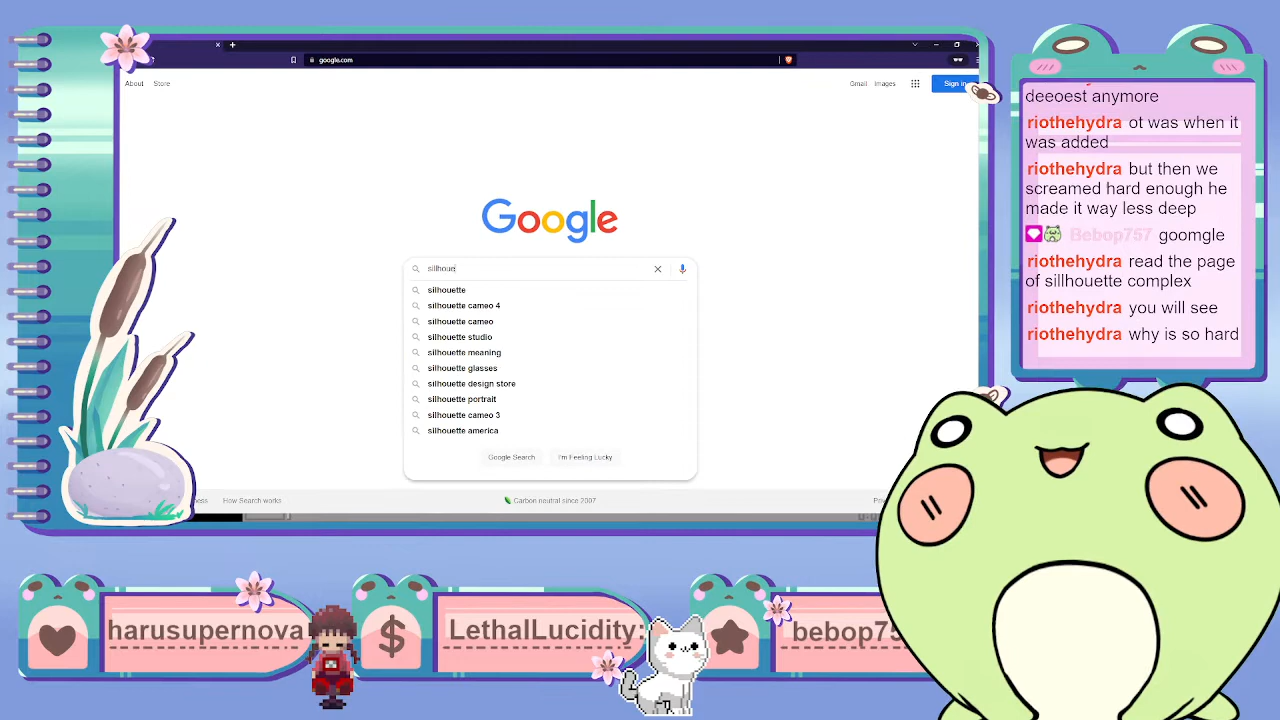 google.com
About Store
Gmail Images
Sign in
Google
sillhoue
silhouette
silhouette cameo 4
silhouette cameo
silhouette studio
silhouette meaning
silhouette glasses
silhouette design store
silhouette portrait
silhouette cameo 3
silhouette america
Google Search I'm Feeling Lucky
How Search works
Carbon neutral since 2007
deeoest anymore
riothehydra ot was when it
was added
riothehydra but then we
screamed hard enough he
made it way less deep
Bebop757 goomgle
riothehydra read the page
of sillhouette complex
riothehydra you will see
riothehydra why is so hard
harusupernova
$
LethalLucidity:
bebop75